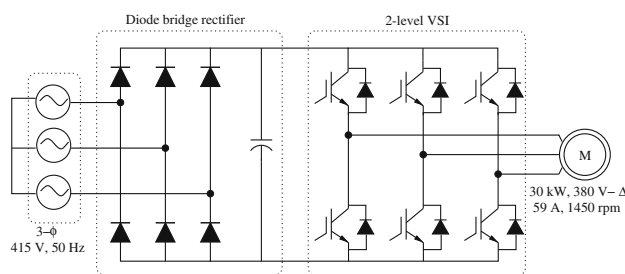 Diode bridge rectifier
2-level VSI
M
30 kW, 380 V– Δ
59 A, 1450 rpm
3–ϕ
415 V, 50 Hz